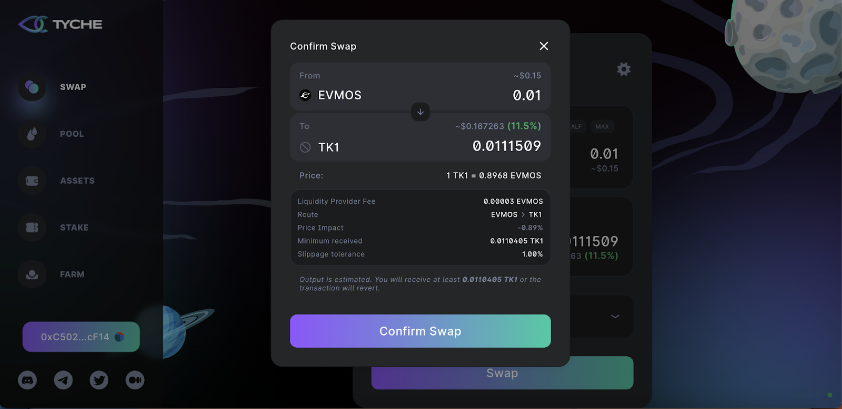 TYCHE
SWAP
POOL
ASSETS
STAKE
FARM
0xC502...cF14
Confirm Swap
From
~$0.15
EVMOS
0.01
To
~$0.167263 (11.5%)
TK1
0.0111509
Price:
1 TK1 = 0.8968 EVMOS
Liquidity Provider Fee
0.00003 EVMOS
Route
EVMOS > TK1
Price Impact
-0.89%
Minimum received
0.0110405 TK1
Slippage tolerance
1.00%
Output is estimated. You will receive at least 0.0110405 TK1 or the
transaction will revert.
Confirm Swap
MAX
0.01
~$0.15
(11.5%)
Swap